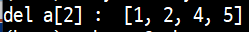 del a[2] :  [1, 2, 4, 5]